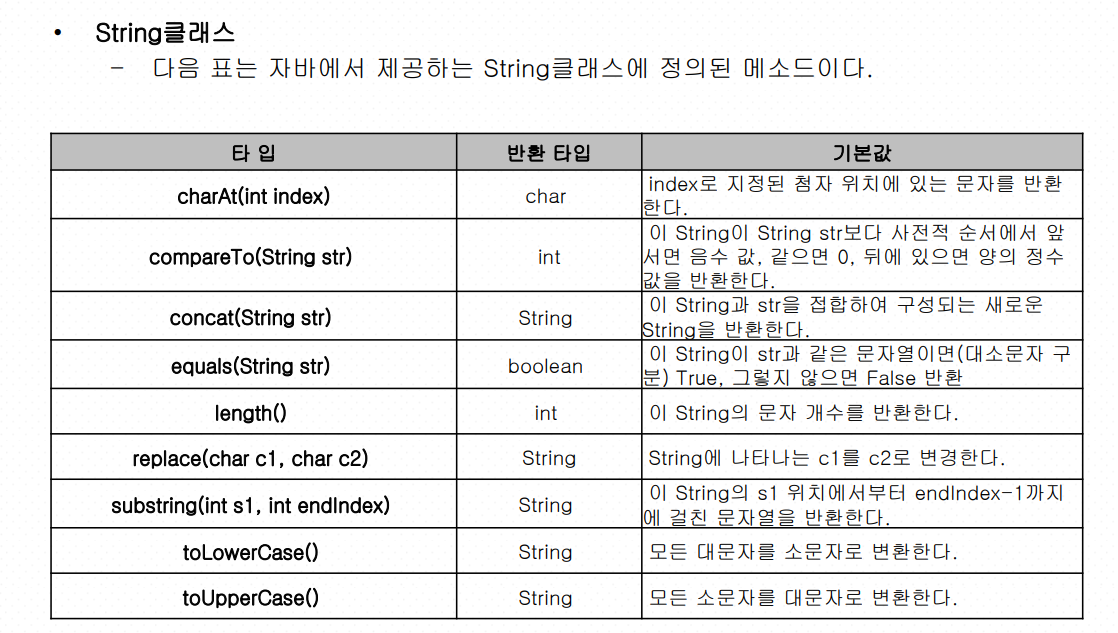 • String클래스
– 다음 표는 자바에서 제공하는 String클래스에 정의된 메소드이다.
타 입 반환 타입 기본값
charAt(int index) char index로 지정된 첨자 위치에 있는 문자를 반환
한다.
compareTo(String str) int 이 String이 String str보다 사전적 순서에서 앞
서면 음수 값, 같으면 0, 뒤에 있으면 양의 정수
값을 반환한다.
concat(String str) String 이 String과 str을 접합하여 구성되는 새로운
String을 반환한다.
equals(String str) boolean 이 String이 str과 같은 문자열이면(대소문자 구
분) True, 그렇지 않으면 False 반환
length() int 이 String의 문자 개수를 반환한다.
replace(char c1, char c2) String String에 나타나는 c1를 c2로 변경한다.
substring(int s1, int endIndex) String 이 String의 s1 위치에서부터 endIndex-1까지
에 걸친 문자열을 반환한다.
toLowerCase() String 모든 대문자를 소문자로 변환한다.
toUpperCase() String 모든 소문자를 대문자로 변환한다.